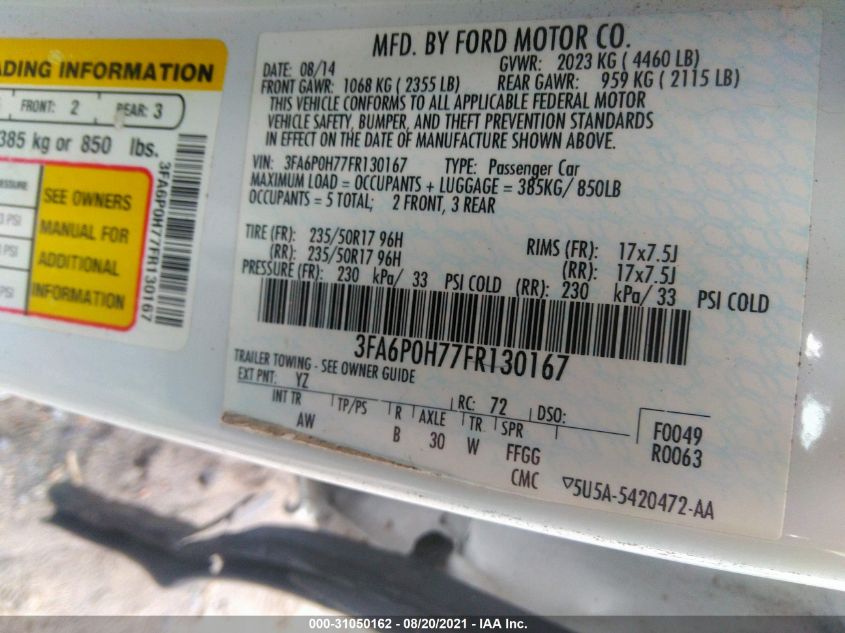 ADING INFORMATION
FRONT: 2
REAR: 3
385 kg or 850 lbs.
PRESSURE
SEE OWNERS
MANUAL FOR
ADDITIONAL
INFORMATION
PSI
PSI
PSI
3FA6P0H77FR130167
MFD. BY FORD MOTOR CO.
DATE: 08/14 GVWR: 2023 KG ( 4460 LB)
FRONT GAWR: 1068 KG ( 2355 LB) REAR GAWR: 959 KG ( 2115 LB)
THIS VEHICLE CONFORMS TO ALL APPLICABLE FEDERAL MOTOR
VEHICLE SAFETY, BUMPER, AND THEFT PREVENTION STANDARDS
IN EFFECT ON THE DATE OF MANUFACTURE SHOWN ABOVE.
VIN: 3FA6P0H77FR130167 TYPE: Passenger Car
MAXIMUM LOAD = OCCUPANTS + LUGGAGE = 385KG/ 850LB
OCCUPANTS = 5 TOTAL; 2 FRONT, 3 REAR
TIRE (FR): 235/50R17 96H RIMS (FR): 17x7.5J
(RR): 235/50R17 96H (RR): 17x7.5J
PRESSURE (FR): 230 kPa/ 33 PSI COLD (RR): 230 kPa/ 33 PSI COLD
3FA6P0H77FR130167
TRAILER TOWING - SEE OWNER GUIDE
EXT PNT: YZ RC: 72 DSO:
INT TR TP/PS R AXLE TR SPR F0049
AW B 30 W FFGG R0063
CMC ▽5U5A-5420472-AA
000-31050162 - 08/20/2021 - IAA Inc.